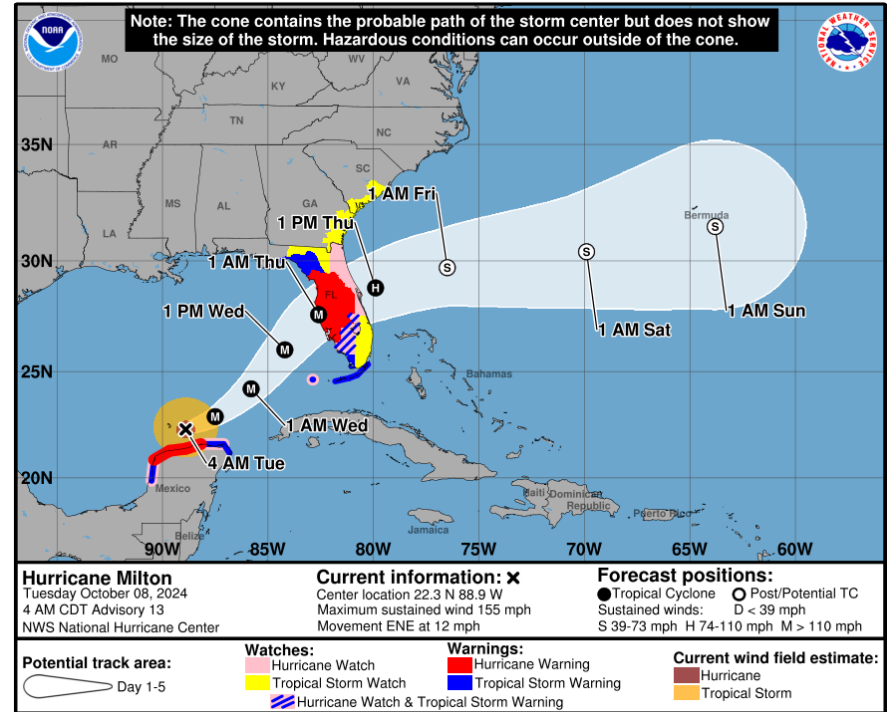 Note: The cone contains the probable path of the storm center but does not show
the size of the storm. Hazardous conditions can occur outside of the cone.
NOAA
NATIONAL WEATHER SERVICE
MO
KY
WV
VA
TN
NC
AR
SC
MS
AL
GA
LA
FL
35N
30N
25N
20N
1 AM Fri
1 PM Thu
1 AM Thu
1 PM Wed
1 AM Wed
4 AM Tue
1 AM Sat
1 AM Sun
H
M
M
M
M
S
S
S
Bermuda
Bahamas
Mexico
Belize
Jamaica
Haiti
Dominican
Republic
Puerto Rico
90W
85W
80W
75W
70W
65W
60W
Hurricane Milton
Tuesday October 08, 2024
4 AM CDT Advisory 13
NWS National Hurricane Center
Current information: ×
Center location 22.3 N 88.9 W
Maximum sustained wind 155 mph
Movement ENE at 12 mph
Forecast positions:
● Tropical Cyclone ○ Post/Potential TC
Sustained winds: D < 39 mph
S 39-73 mph H 74-110 mph M > 110 mph
Potential track area:
Day 1-5
Watches:
Hurricane Watch
Tropical Storm Watch
Warnings:
Hurricane Warning
Tropical Storm Warning
Hurricane Watch & Tropical Storm Warning
Current wind field estimate:
Hurricane
Tropical Storm